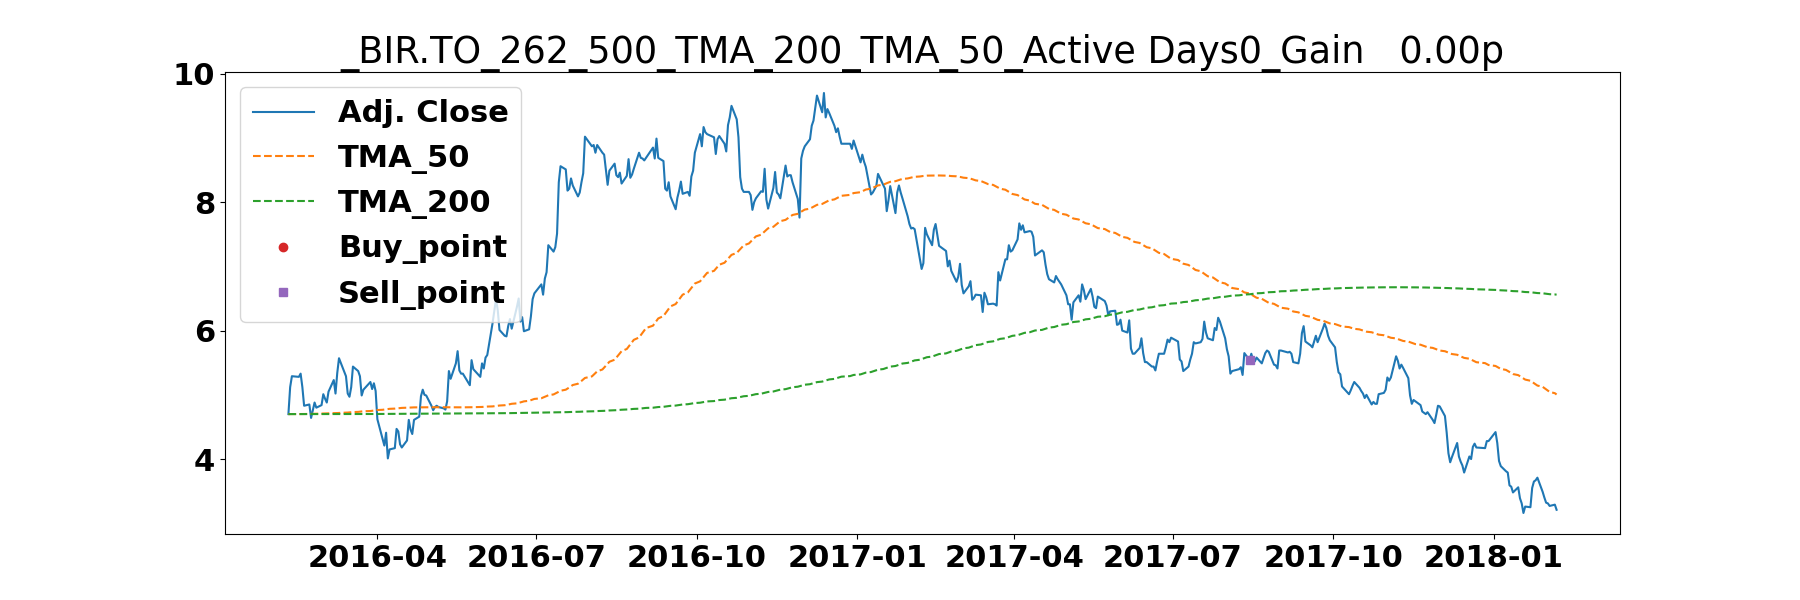 _BIR.TO_262_500_TMA_200_TMA_50_Active Days0_Gain   0.00p
10
8
6
4
Adj. Close
TMA_50
TMA_200
Buy_point
Sell_point
2016-04 2016-07 2016-10 2017-01 2017-04 2017-07 2017-10 2018-01